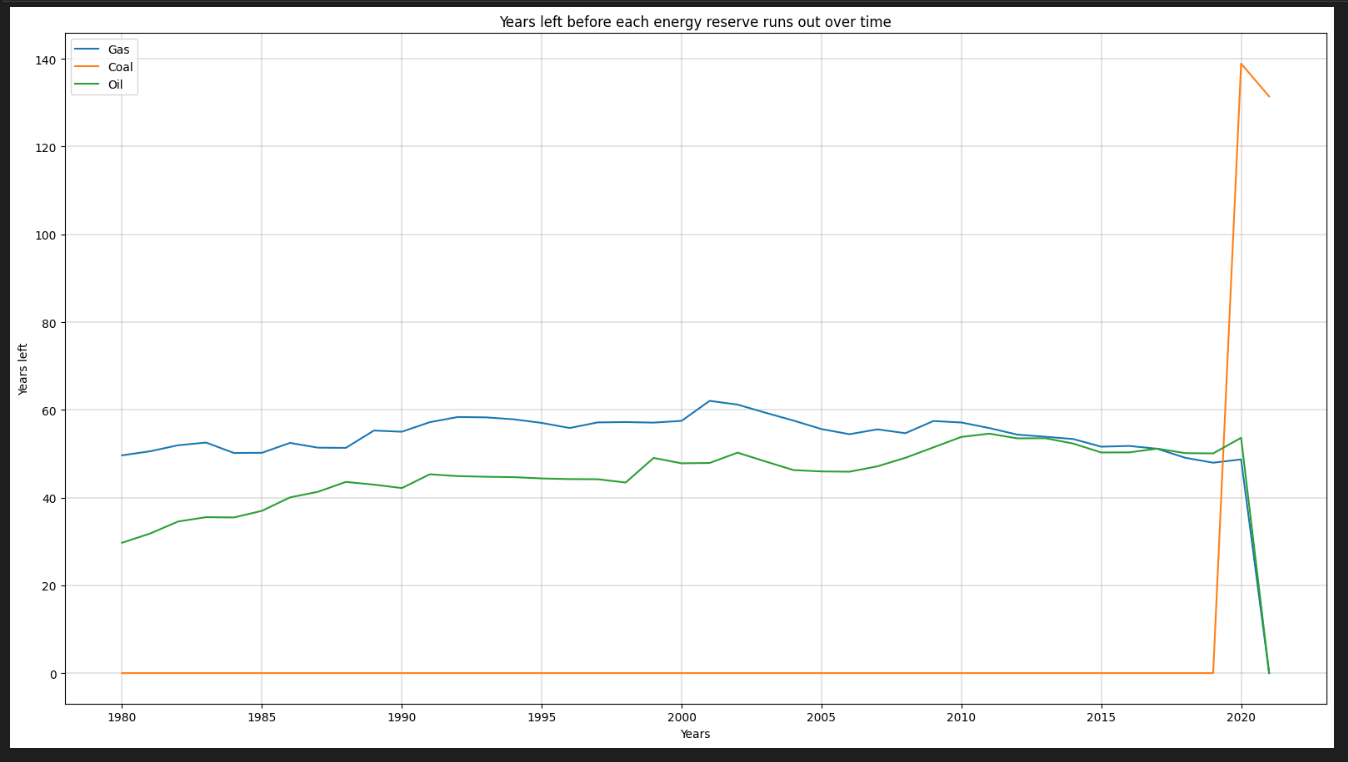 Years left before each energy reserve runs out over time
Gas
Coal
Oil
140
120
100
80
60
40
20
0
Years left
1980 1985 1990 1995 2000 2005 2010 2015 2020
Years